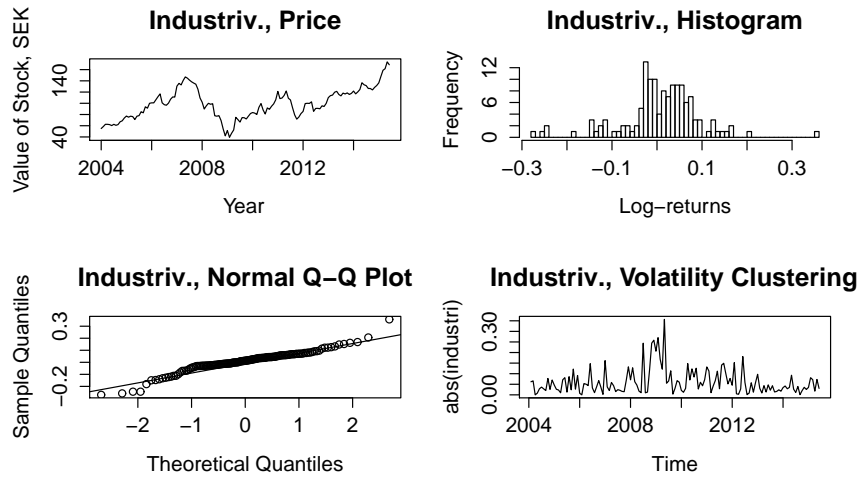 Industriv., Price
Value of Stock, SEK
140
40
2004
2008
2012
Year
Industriv., Histogram
Frequency
12
6
0
−0.3
−0.1
0.1
0.3
Log−returns
Industriv., Normal Q−Q Plot
Sample Quantiles
0.3
−0.2
−2
−1
0
1
2
Theoretical Quantiles
Industriv., Volatility Clustering
abs(industri)
0.30
0.00
2004
2008
2012
Time